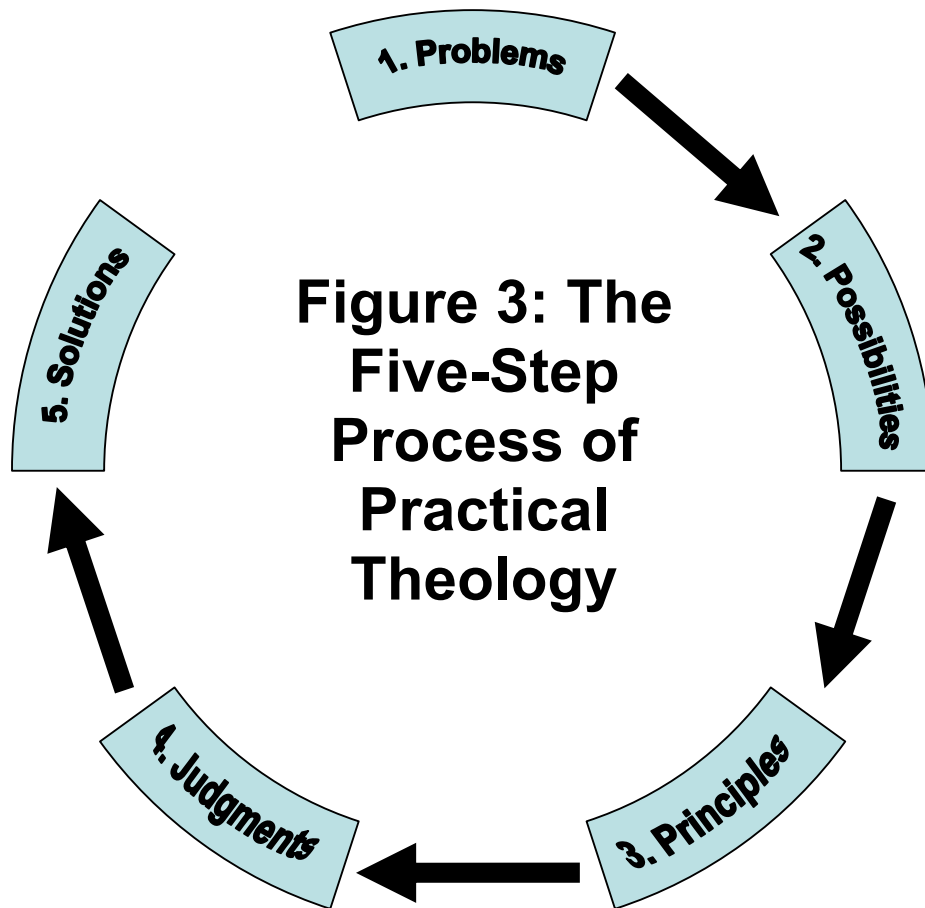 1. Problems
2. Possibilities
3. Principles
4. Judgments
5. Solutions
Figure 3: The
Five-Step
Process of
Practical
Theology